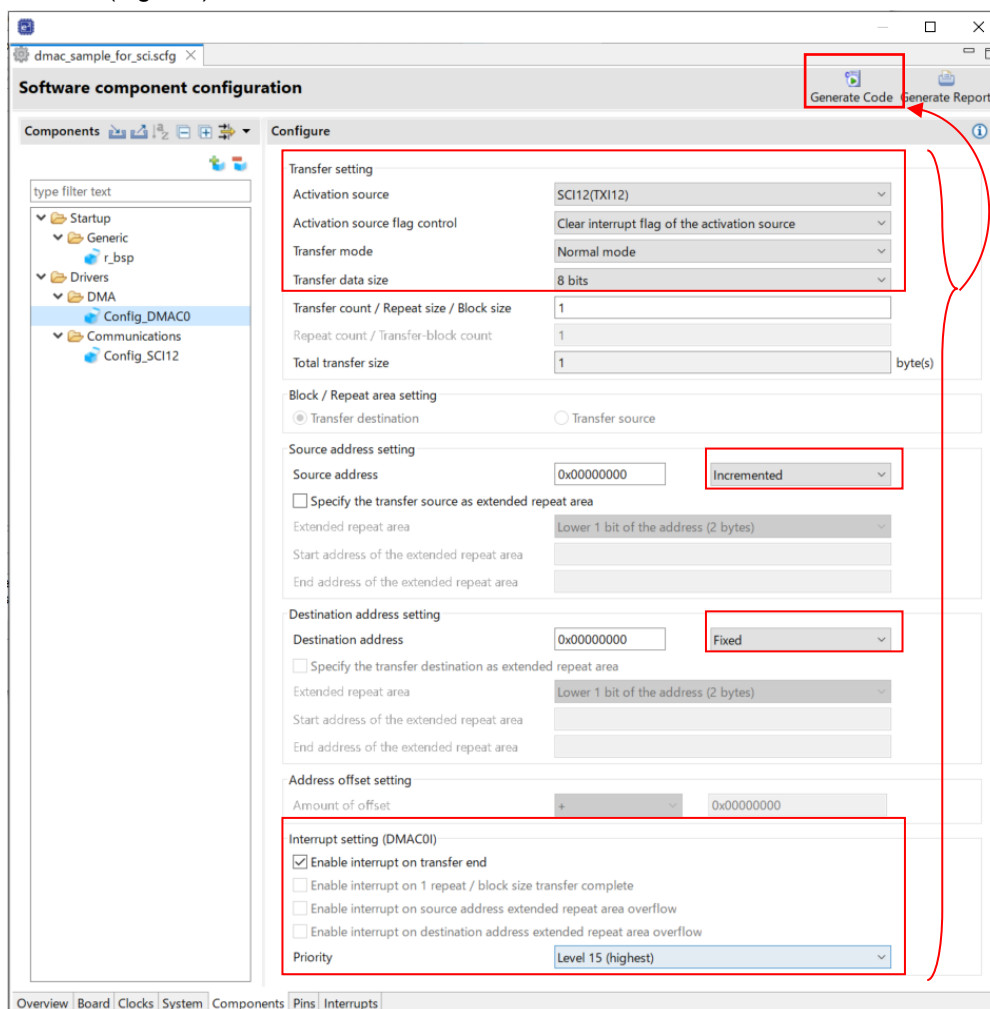 dmac_sample_for_sci.scfg
Software component configuration
Generate Code Generate Report
Components
Configure
type filter text
Startup
Generic
r_bsp
Drivers
DMA
Config_DMAC0
Communications
Config_SCI12
Transfer setting
Activation source SCI12(TXI12)
Activation source flag control Clear interrupt flag of the activation source
Transfer mode Normal mode
Transfer data size 8 bits
Transfer count / Repeat size / Block size 1
Repeat count / Transfer-block count 1
Total transfer size 1 byte(s)
Block / Repeat area setting
Transfer destination Transfer source
Source address setting
Source address 0x00000000 Incremented
Specify the transfer source as extended repeat area
Extended repeat area Lower 1 bit of the address (2 bytes)
Start address of the extended repeat area
End address of the extended repeat area
Destination address setting
Destination address 0x00000000 Fixed
Specify the transfer destination as extended repeat area
Extended repeat area Lower 1 bit of the address (2 bytes)
Start address of the extended repeat area
End address of the extended repeat area
Address offset setting
Amount of offset + 0x00000000
Interrupt setting (DMAC0I)
Enable interrupt on transfer end
Enable interrupt on 1 repeat / block size transfer complete
Enable interrupt on source address extended repeat area overflow
Enable interrupt on destination address extended repeat area overflow
Priority Level 15 (highest)
Overview Board Clocks System Components Pins Interrupts